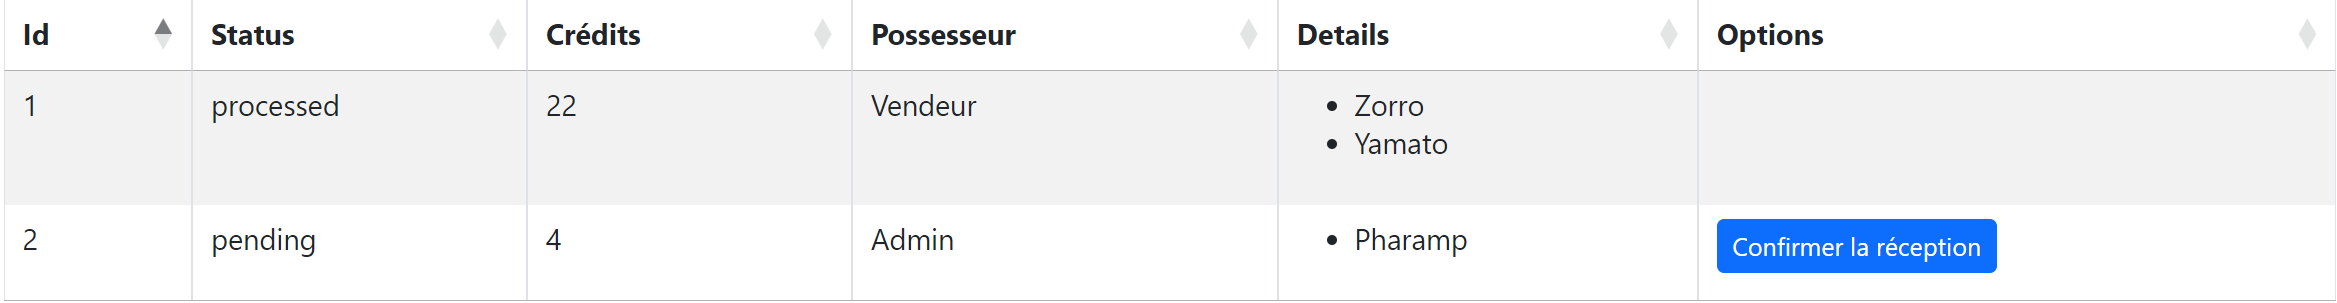 Id Status Crédits Possesseur Details Options
1 processed 22 Vendeur • Zorro
• Yamato
2 pending 4 Admin • Pharamp Confirmer la réception